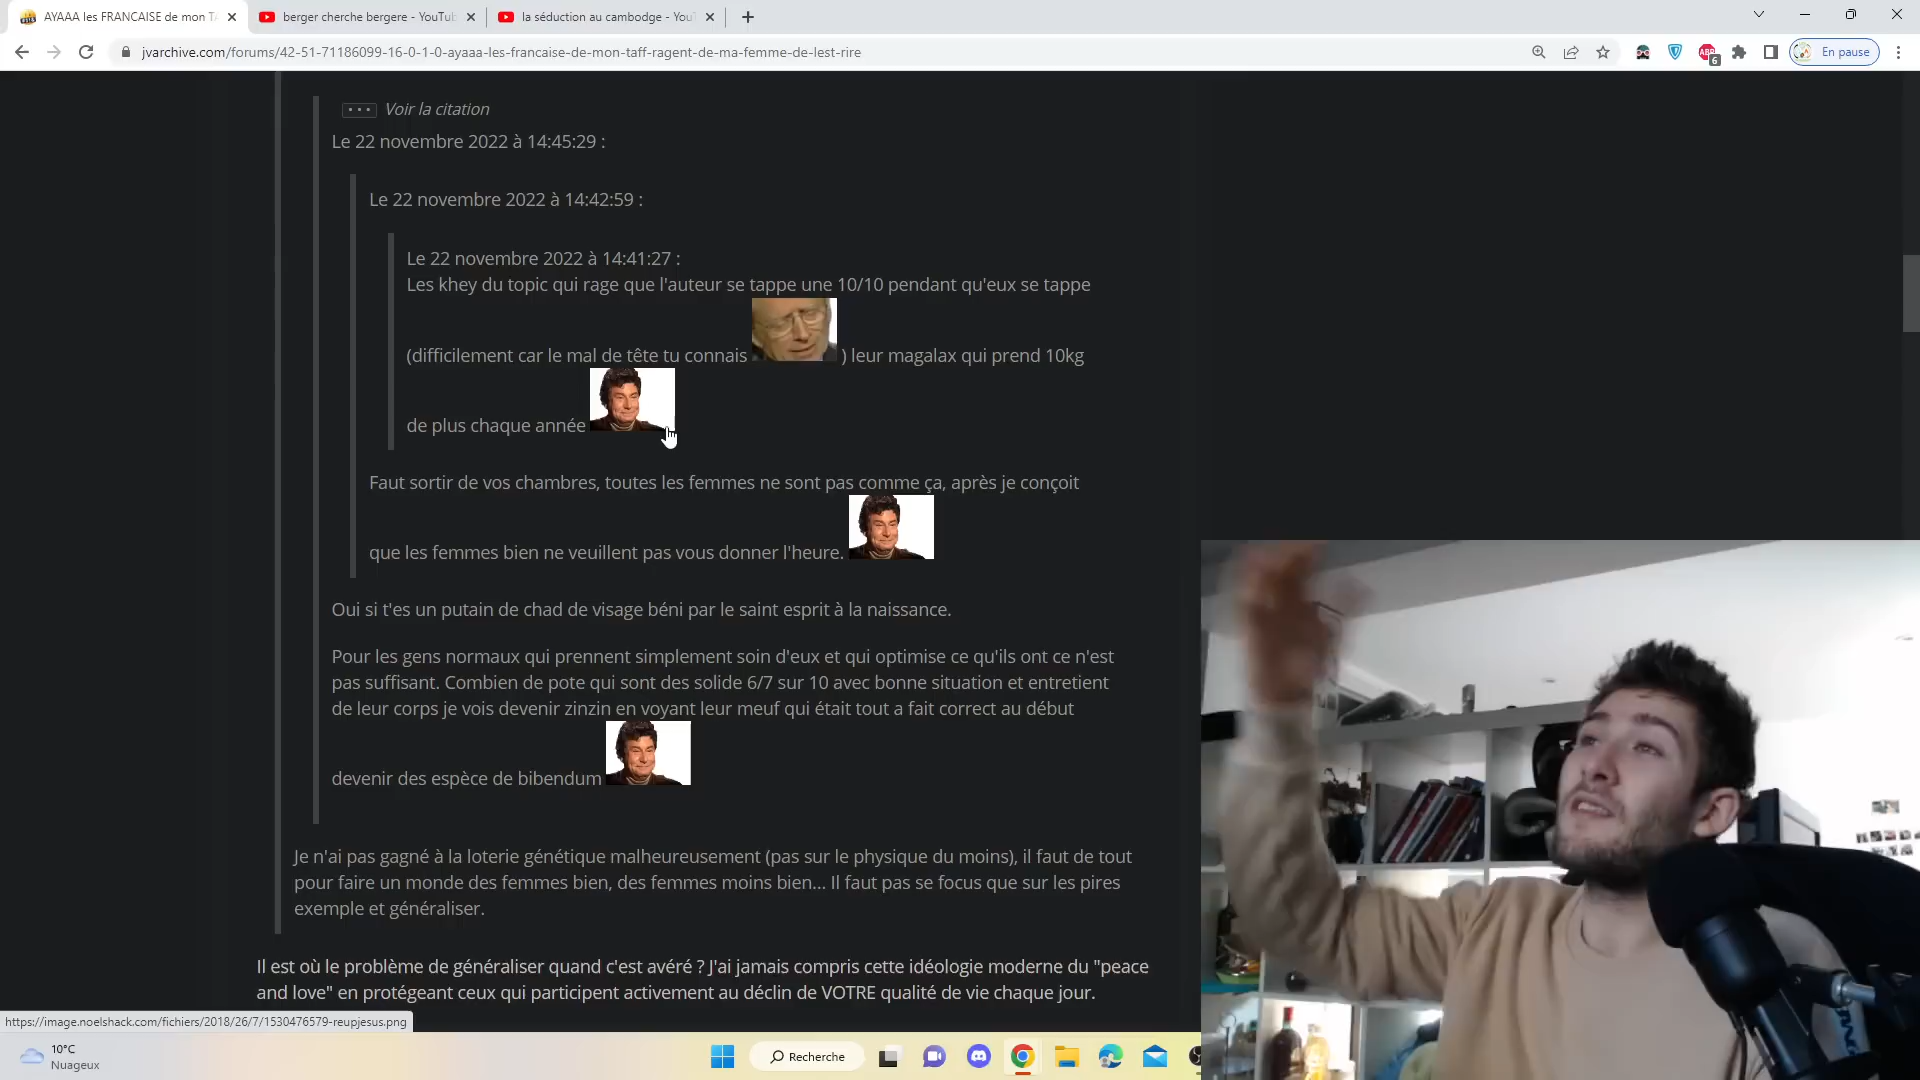 AYAAA les FRANCAISE de mon TA
berger cherche bergere - YouTub
la séduction au cambodge - You
jvarchive.com/forums/42-51-71186099-16-0-1-0-ayaaa-les-francaise-de-mon-taff-ragent-de-ma-femme-de-lest-rire
ABP
6
En pause
Voir la citation
Le 22 novembre 2022 à 14:45:29 :
Le 22 novembre 2022 à 14:42:59 :
Le 22 novembre 2022 à 14:41:27 :
Les khey du topic qui rage que l'auteur se tappe une 10/10 pendant qu'eux se tappe
(difficilement car le mal de tête tu connais ) leur magalax qui prend 10kg
de plus chaque année
Faut sortir de vos chambres, toutes les femmes ne sont pas comme ça, après je conçoit
que les femmes bien ne veuillent pas vous donner l'heure.
Oui si t'es un putain de chad de visage béni par le saint esprit à la naissance.
Pour les gens normaux qui prennent simplement soin d'eux et qui optimise ce qu'ils ont ce n'est
pas suffisant. Combien de pote qui sont des solide 6/7 sur 10 avec bonne situation et entretient
de leur corps je vois devenir zinzin en voyant leur meuf qui était tout a fait correct au début
devenir des espèce de bibendum
Je n'ai pas gagné à la loterie génétique malheureusement (pas sur le physique du moins), il faut de tout
pour faire un monde des femmes bien, des femmes moins bien... Il faut pas se focus que sur les pires
exemple et généraliser.
Il est où le problème de généraliser quand c'est avéré ? J'ai jamais compris cette idéologie moderne du "peace
and love" en protégeant ceux qui participent activement au déclin de VOTRE qualité de vie chaque jour.
https://image.noelshack.com/fichiers/2018/26/7/1530476579-reupjesus.png
10°C
Nuageux
Recherche